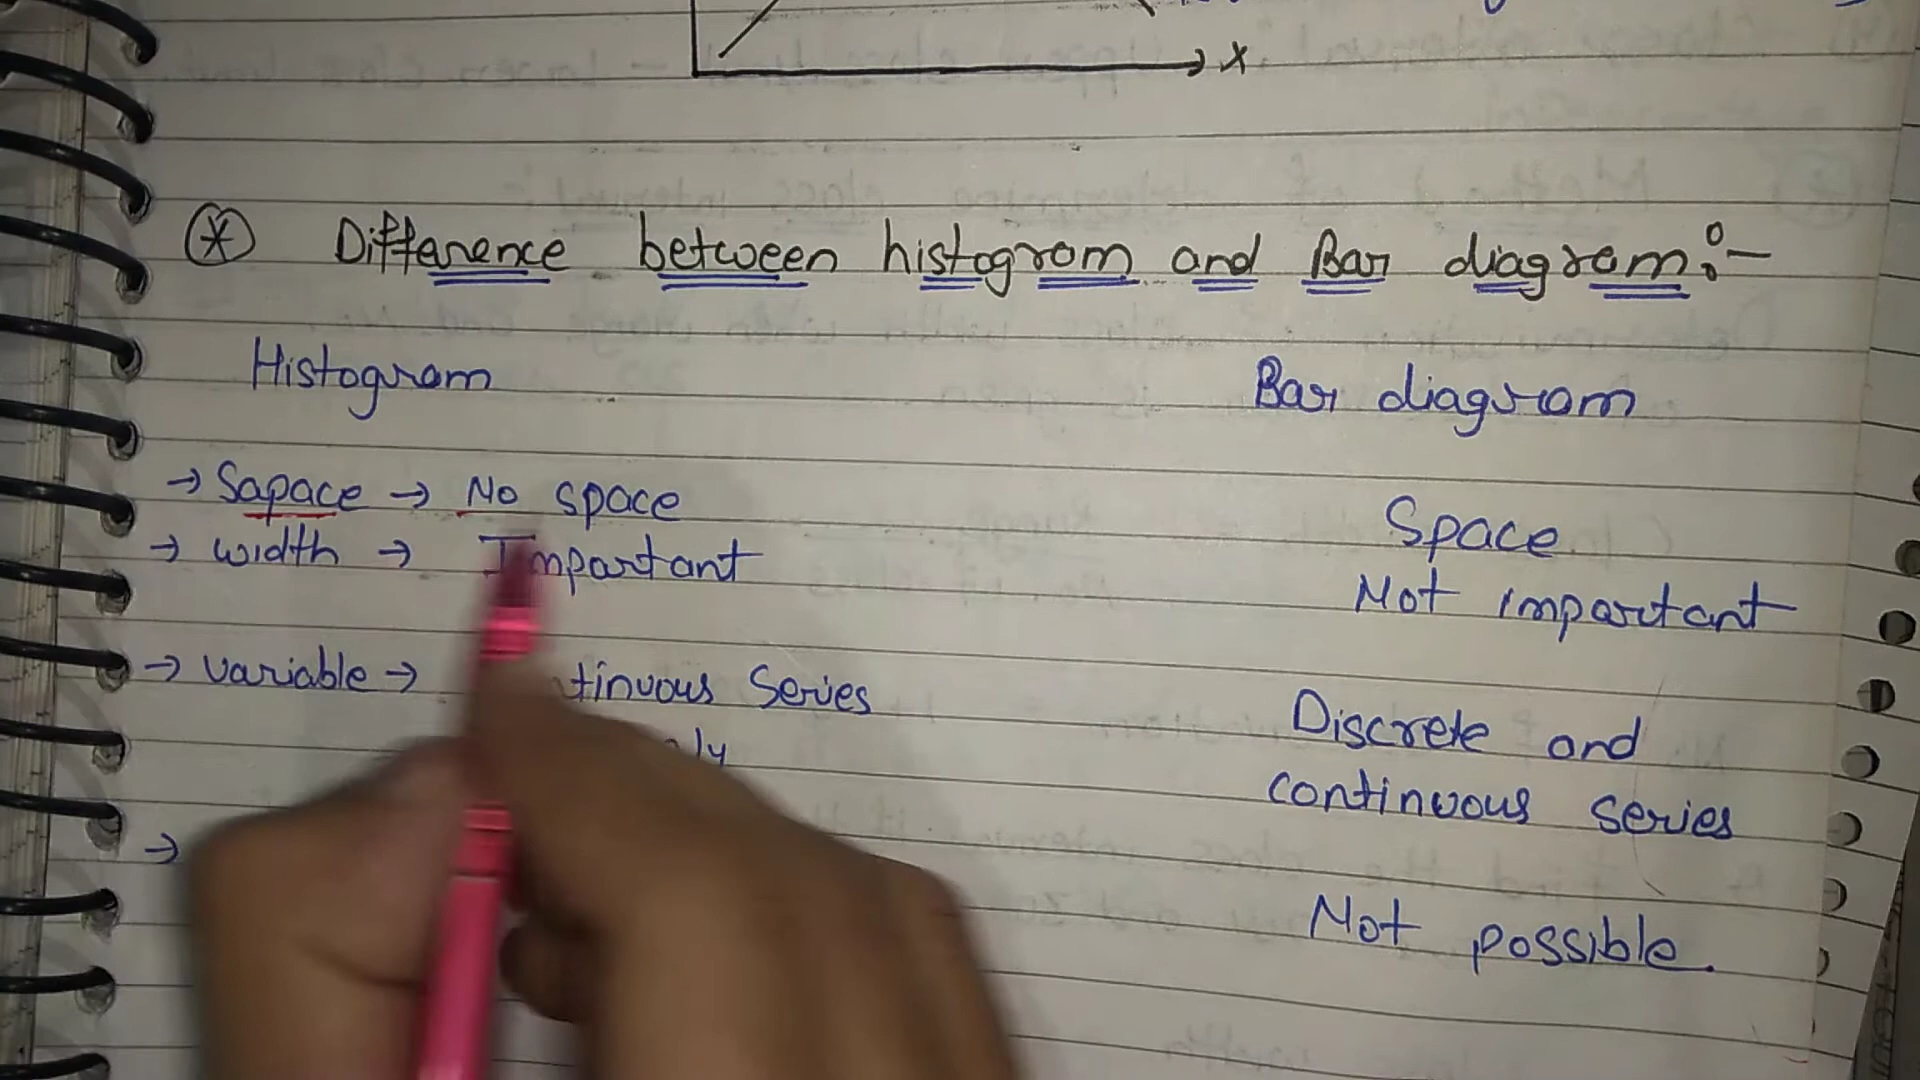 X
Difference between histogram and Bar diagram :-
Histogram
Bar diagram
→ Sapace → No space
Space
→ width → Important
Not important
→ variable → tinuous Series
Discrete and
continuous series
→
Not possible.